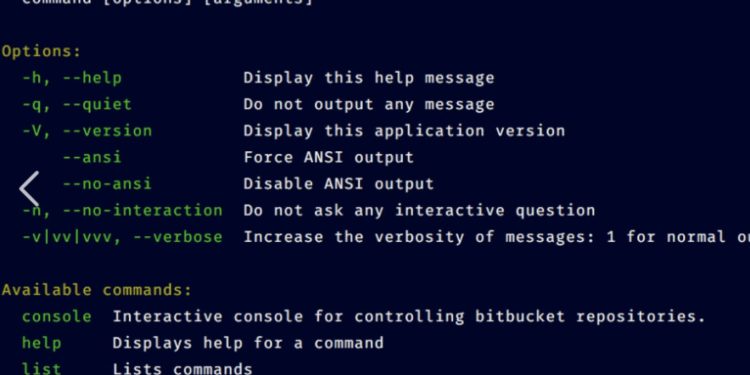 command [options] [arguments]
Options:
-h, --help Display this help message
-q, --quiet Do not output any message
-V, --version Display this application version
--ansi Force ANSI output
--no-ansi Disable ANSI output
-n, --no-interaction Do not ask any interactive question
-v|vv|vvv, --verbose Increase the verbosity of messages: 1 for normal
Available commands:
console Interactive console for controlling bitbucket repositories.
help Displays help for a command
list Lists commands